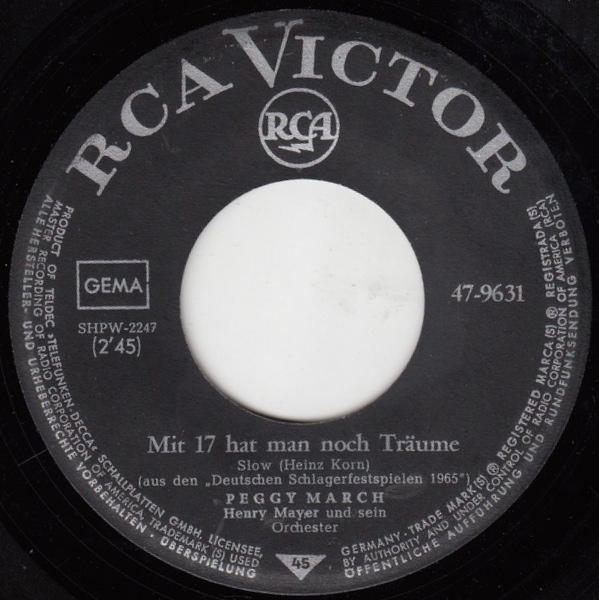 RCA VICTOR
RCA
GEMA
SHPW-2247
(2'45)
47-9631
Mit 17 hat man noch Träume
Slow (Heinz Korn)
(aus den „Deutschen Schlagerfestspielen 1965")
PEGGY MARCH
Henry Mayer und sein
Orchester
45
PRODUCT OF TELDEC »TELEFUNKEN-DECCA« SCHALLPLATTEN GMBH. LICENSEE,
MASTER RECORDING OF RADIO CORPORATION OF AMERICA, TRADEMARK (S) USED
ALLE HERSTELLER- UND URHEBERRECHTE VORBEHALTEN - ÜBERSPIELUNG
GERMANY - TRADE MARK(S) ® REGISTERED MARCA(S) ® REGISTRADA(S)
BY AUTHORITY AND UNDER CONTROL OF RADIO CORPORATION OF AMERICA (RCA)
ÖFFENTLICHE AUFFÜHRUNG UND RUNDFUNKSENDUNG VERBOTEN